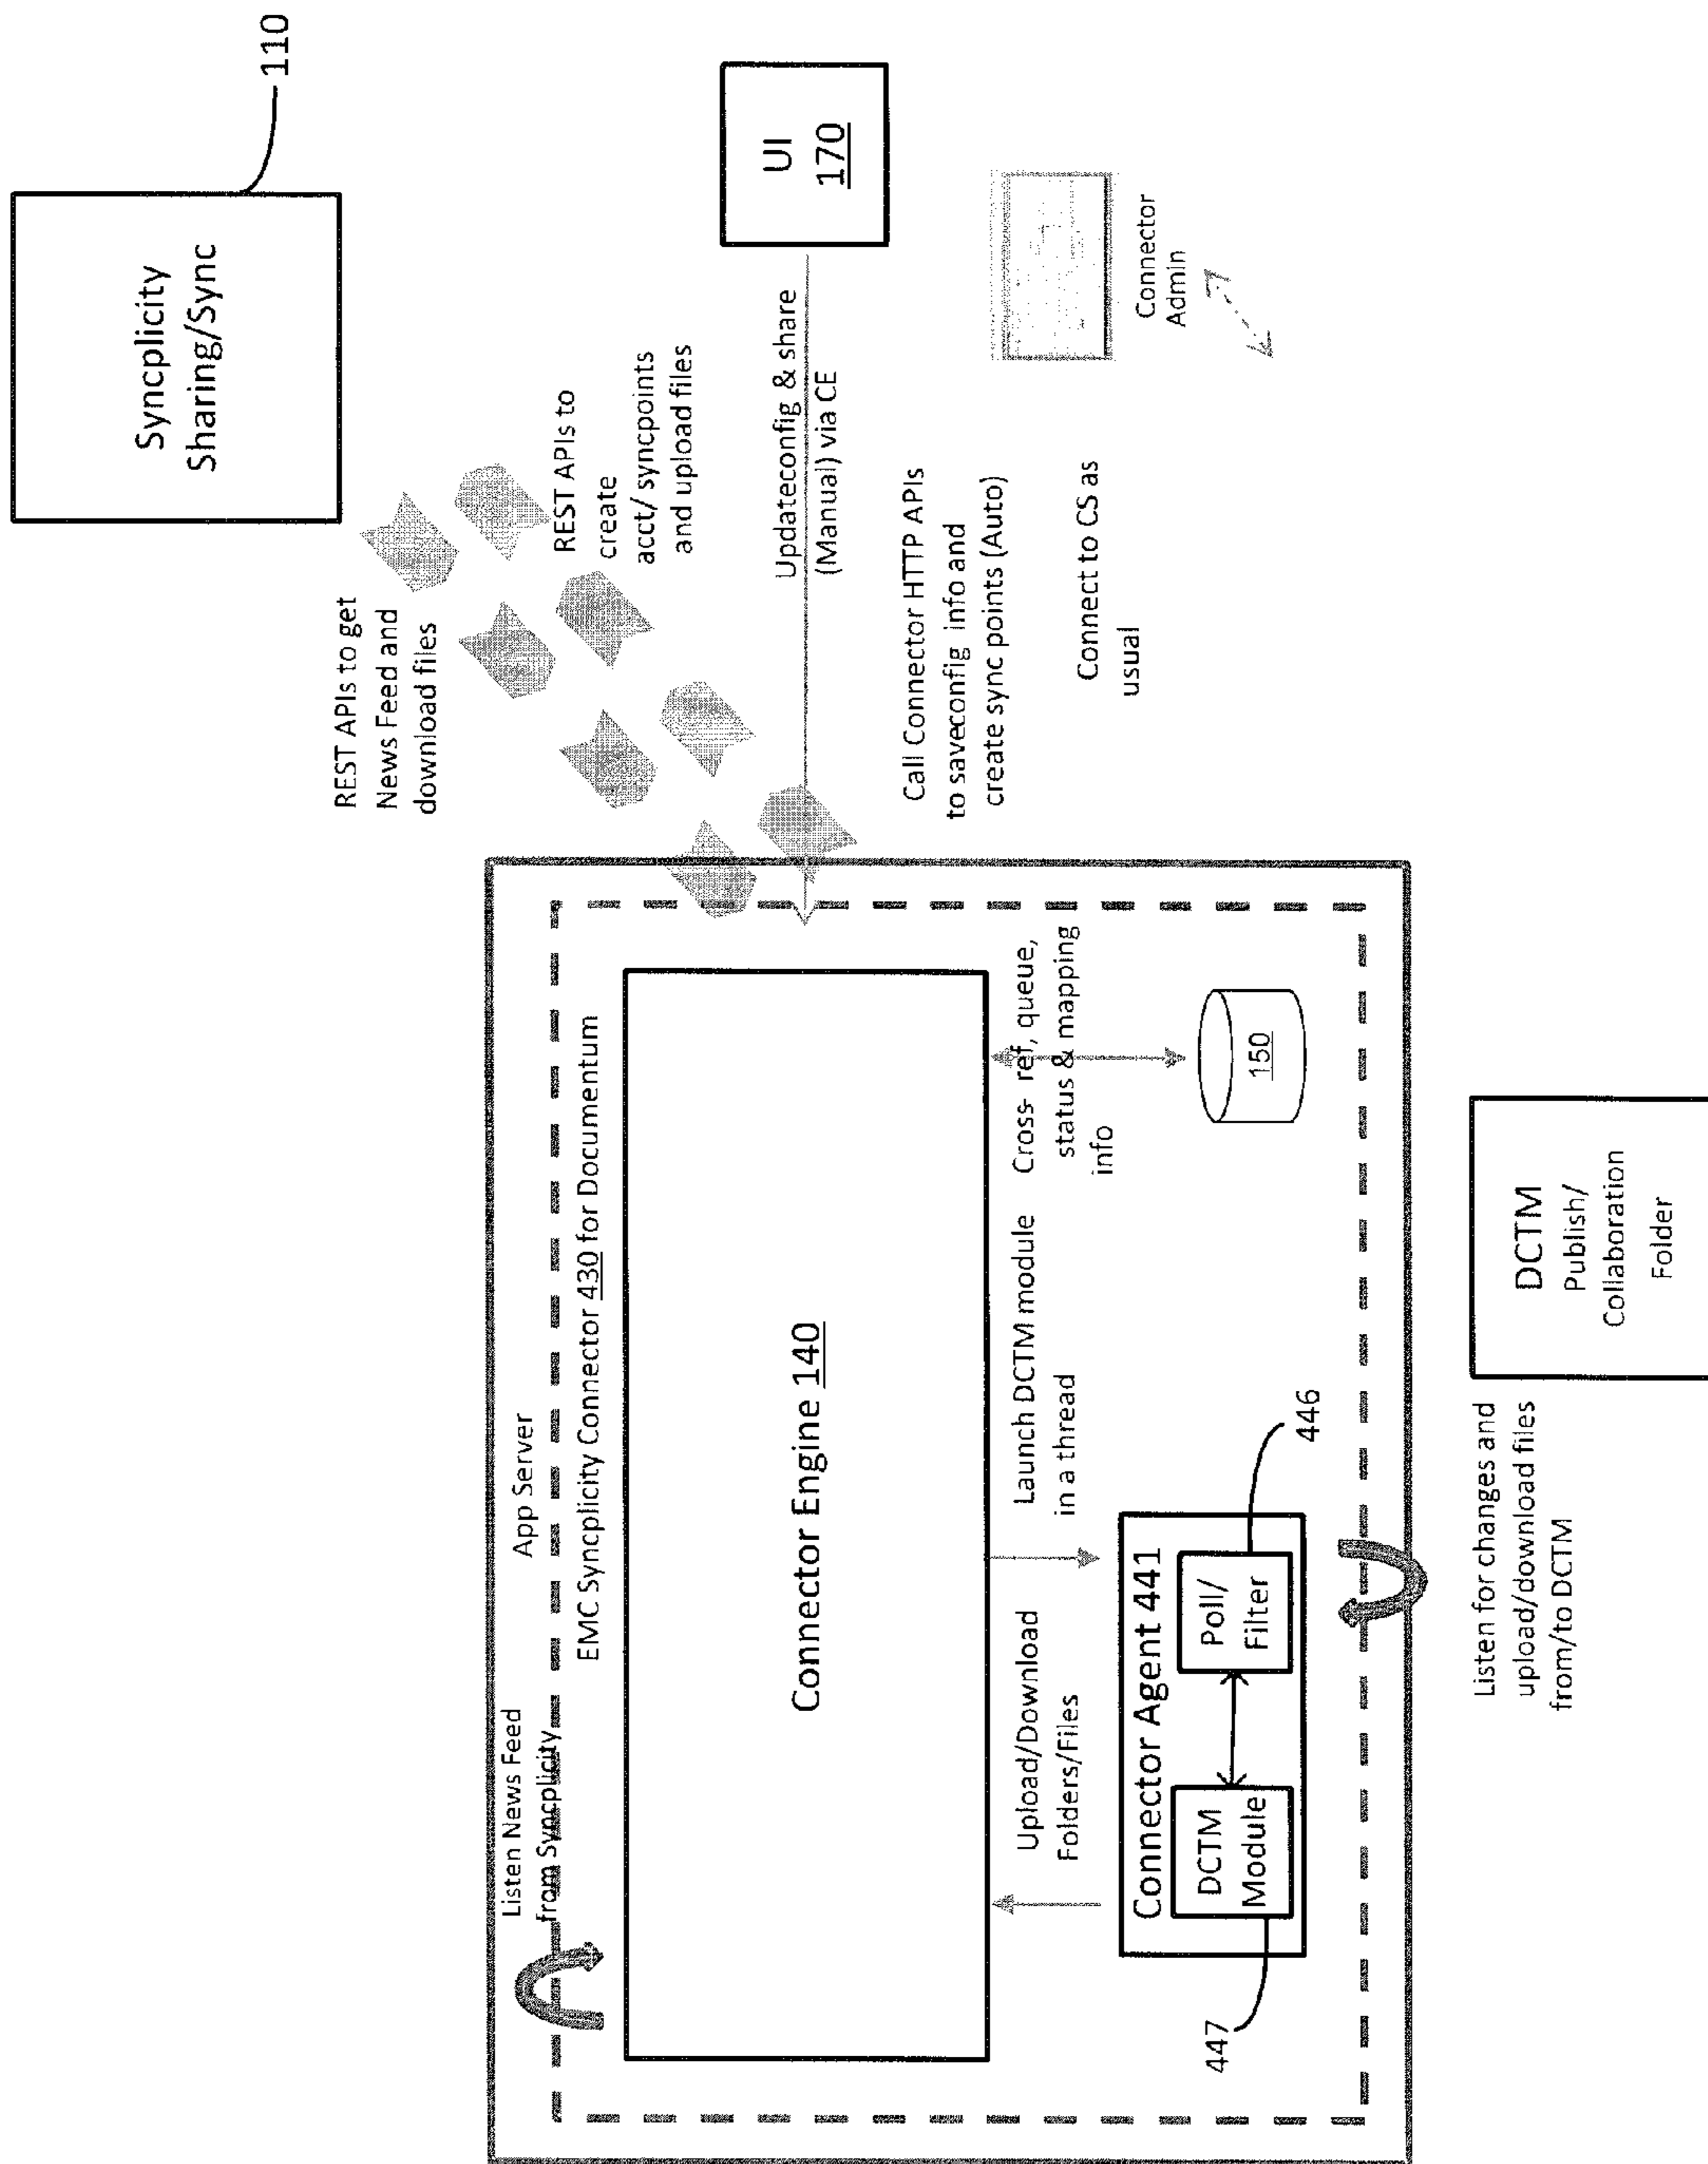 Syncplicity
Sharing/Sync
110
REST APIs to get
News Feed and
download files
REST APIs to
create
acct/ syncpoints
and upload files
UI
170
Updateconfig & share
(Manual) via CE
Call Connector HTTP APIs
to saveconfig info and
create sync points (Auto)
Connector
Admin
Connect to CS as
usual
Listen News Feed
from Syncplicity
App Server
EMC Syncplicity Connector 430 for Documentum
Connector Engine 140
Upload/Download
Folders/Files
Launch DCTM module
in a thread
Cross- ref, queue,
status & mapping
info
150
Connector Agent 441
DCTM
Module
Poll/
Filter
447
446
Listen for changes and
upload/download files
from/to DCTM
DCTM
Publish/
Collaboration
Folder